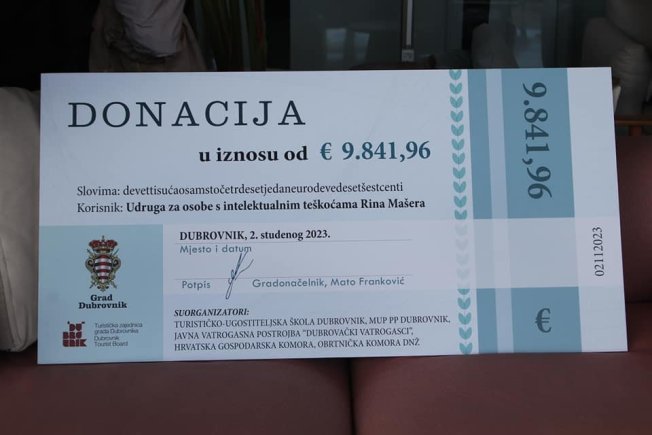 DONACIJA
u iznosu od € 9.841,96
Slovima: devettisućaosamstočetrdesetjedaneurodevedesetšestcenti
Korisnik: Udruga za osobe s intelektualnim teškoćama Rina Mašera
DUBROVNIK, 2. studenog 2023.
Mjesto i datum
Potpis Gradonačelnik, Mato Franković
Grad
Dubrovnik
DU
BRO
VNIK
Turistička zajednica
grada Dubrovnika
Dubrovnik
Tourist Board
SUORGANIZATORI:
TURISTIČKO-UGOSTITELJSKA ŠKOLA DUBROVNIK, MUP PP DUBROVNIK,
JAVNA VATROGASNA POSTROJBA "DUBROVAČKI VATROGASCI",
HRVATSKA GOSPODARSKA KOMORA, OBRTNIČKA KOMORA DNŽ
9.841,96
€
02112023